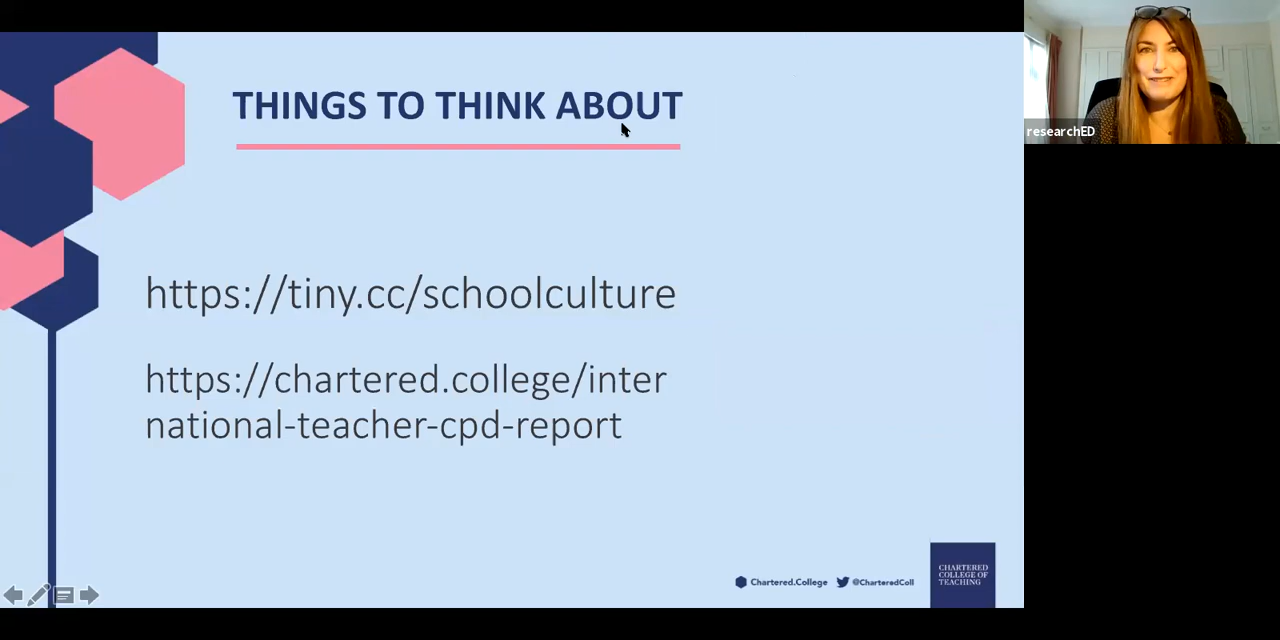 THINGS TO THINK ABOUT
researchED
https://tiny.cc/schoolculture
https://chartered.college/inter
national-teacher-cpd-report
Chartered.College @CharteredColl
CHARTERED
COLLEGE OF
TEACHING